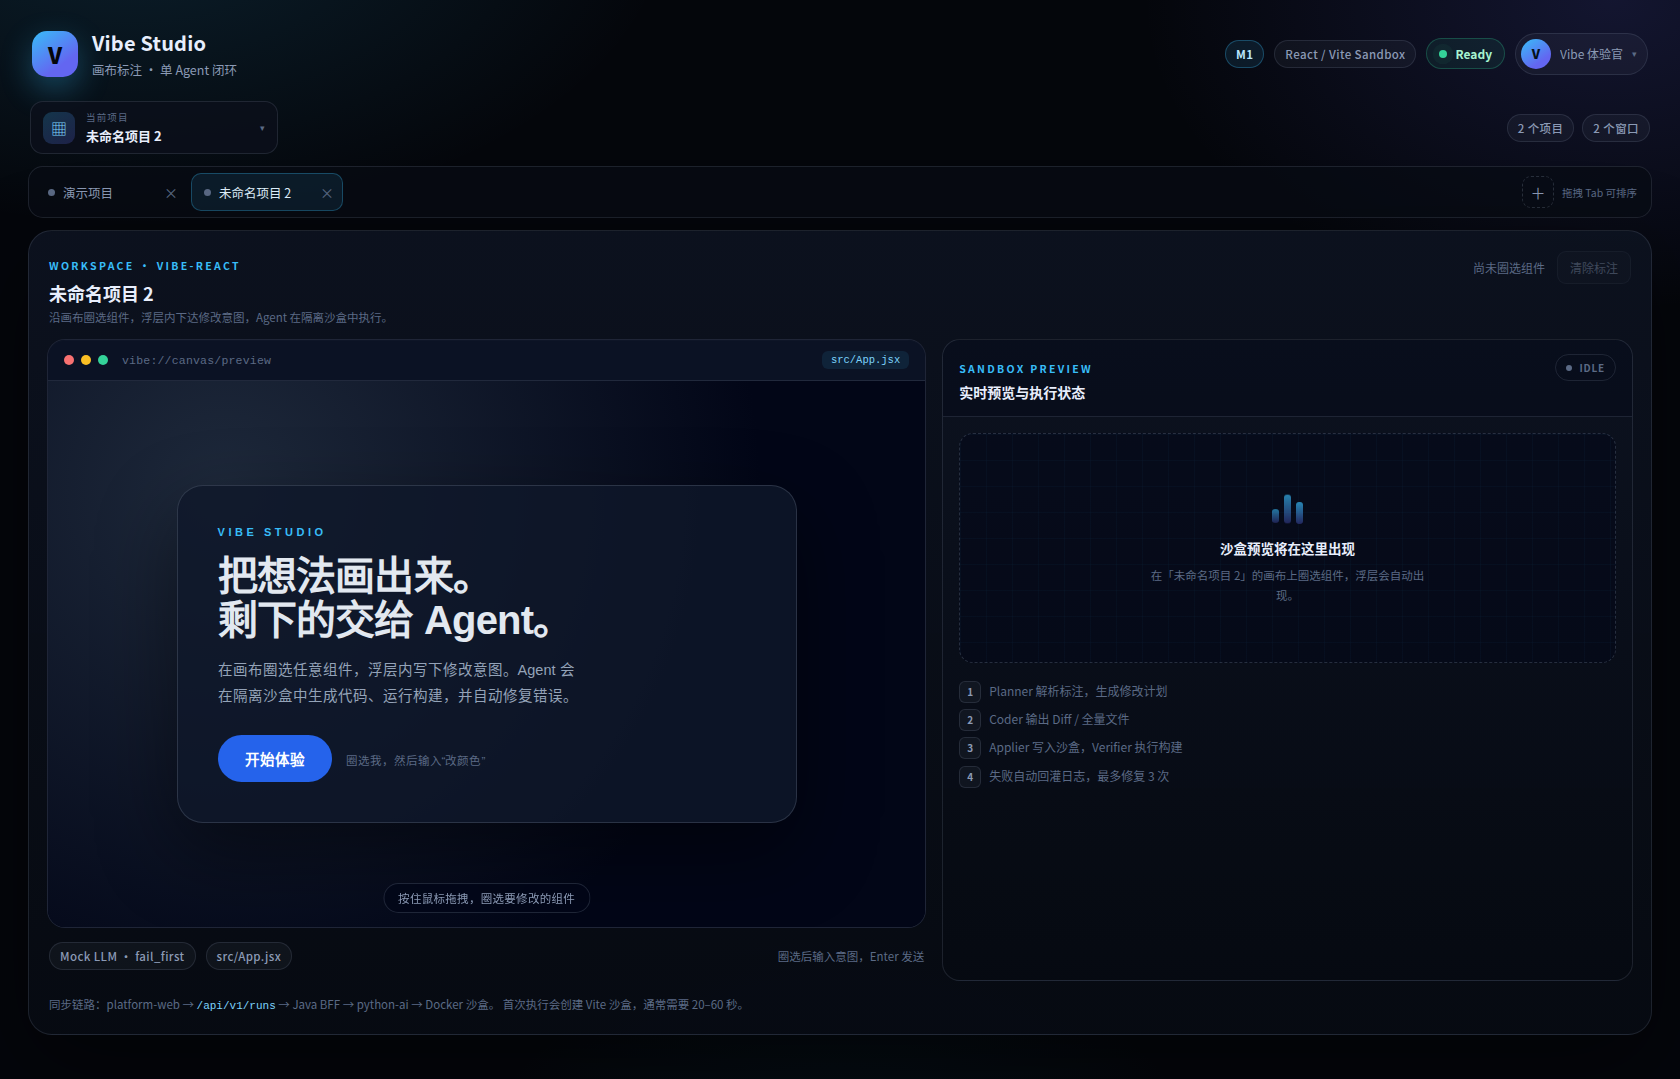 V
Vibe Studio
画布标注 • 单 Agent 闭环
M1
React / Vite Sandbox
Ready
V
Vibe 体验官
当前项目
未命名项目 2
2 个项目
2 个窗口
演示项目
未命名项目 2
拖拽 Tab 可排序
WORKSPACE • VIBE-REACT
未命名项目 2
沿画布圈选组件，浮层内下达修改意图，Agent 在隔离沙盒中执行。
尚未圈选组件
清除标注
vibe://canvas/preview
src/App.jsx
VIBE STUDIO
把想法画出来。
剩下的交给 Agent。
在画布圈选任意组件，浮层内写下修改意图。Agent 会
在隔离沙盒中生成代码、运行构建，并自动修复错误。
开始体验
圈选我，然后输入“改颜色”
按住鼠标拖拽，圈选要修改的组件
Mock LLM • fail_first
src/App.jsx
圈选后输入意图，Enter 发送
SANDBOX PREVIEW
实时预览与执行状态
IDLE
沙盒预览将在这里出现
在「未命名项目 2」的画布上圈选组件，浮层会自动出
现。
1 Planner 解析标注，生成修改计划
2 Coder 输出 Diff / 全量文件
3 Applier 写入沙盒，Verifier 执行构建
4 失败自动回灌日志，最多修复 3 次
同步链路：platform-web → /api/v1/runs → Java BFF → python-ai → Docker 沙盒。 首次执行会创建 Vite 沙盒，通常需要 20–60 秒。